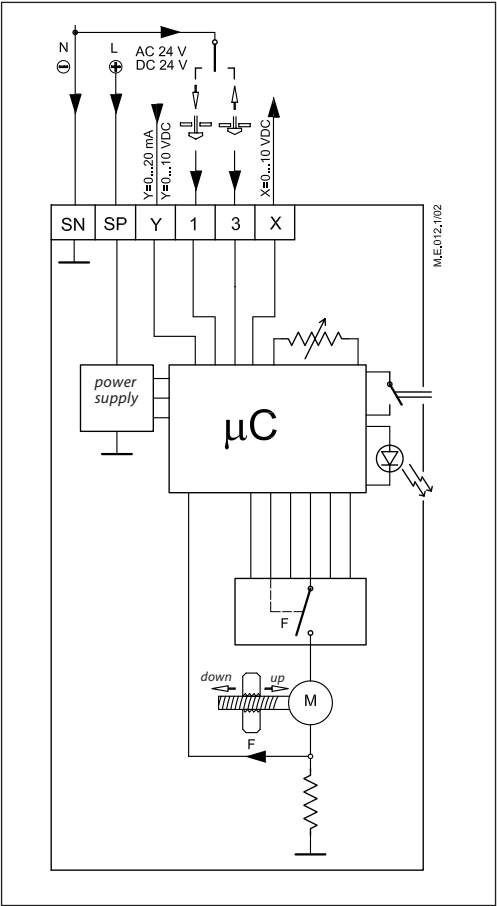 N
L
AC 24 V
DC 24 V
Y=0...20 mA
Y=0...10 VDC
X=0...10 VDC
SN SP Y 1 3 X
M.E.012.1/02
power
supply
µC
F
down up
M
F